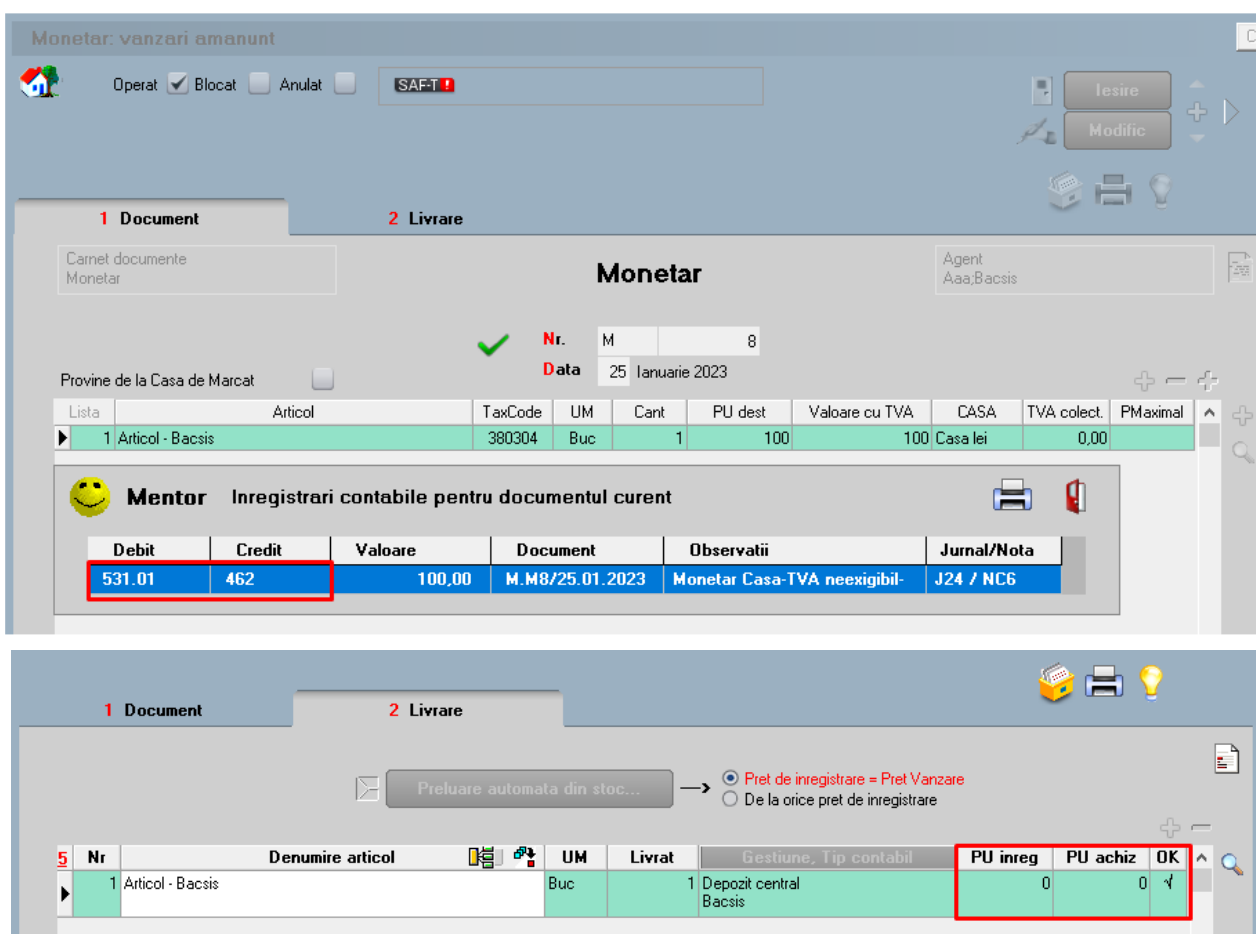 Monetar: vanzari amanunt
Operat Blocat Anulat SAF-T!
Iesire
Modific
1 Document 2 Livrare
Carnet documente
Monetar
Monetar
Agent
Aaa;Bacsis
Nr. M 8
Data 25 Ianuarie 2023
Provine de la Casa de Marcat
Lista Articol TaxCode UM Cant PU dest Valoare cu TVA CASA TVA colect. PMaximal
1 Articol - Bacsis 380304 Buc 1 100 100 Casa lei 0,00
Mentor Inregistrari contabile pentru documentul curent
Debit Credit Valoare Document Observatii Jurnal/Nota
531.01 462 100,00 M.M8/25.01.2023 Monetar Casa-TVA neexigibil- J24 / NC6
1 Document 2 Livrare
Preluare automata din stoc...
Pret de inregistrare = Pret Vanzare
De la orice pret de inregistrare
5 Nr Denumire articol UM Livrat Gestiune, Tip contabil PU inreg PU achiz OK
1 Articol - Bacsis Buc 1 Depozit central 0 0
Bacsis